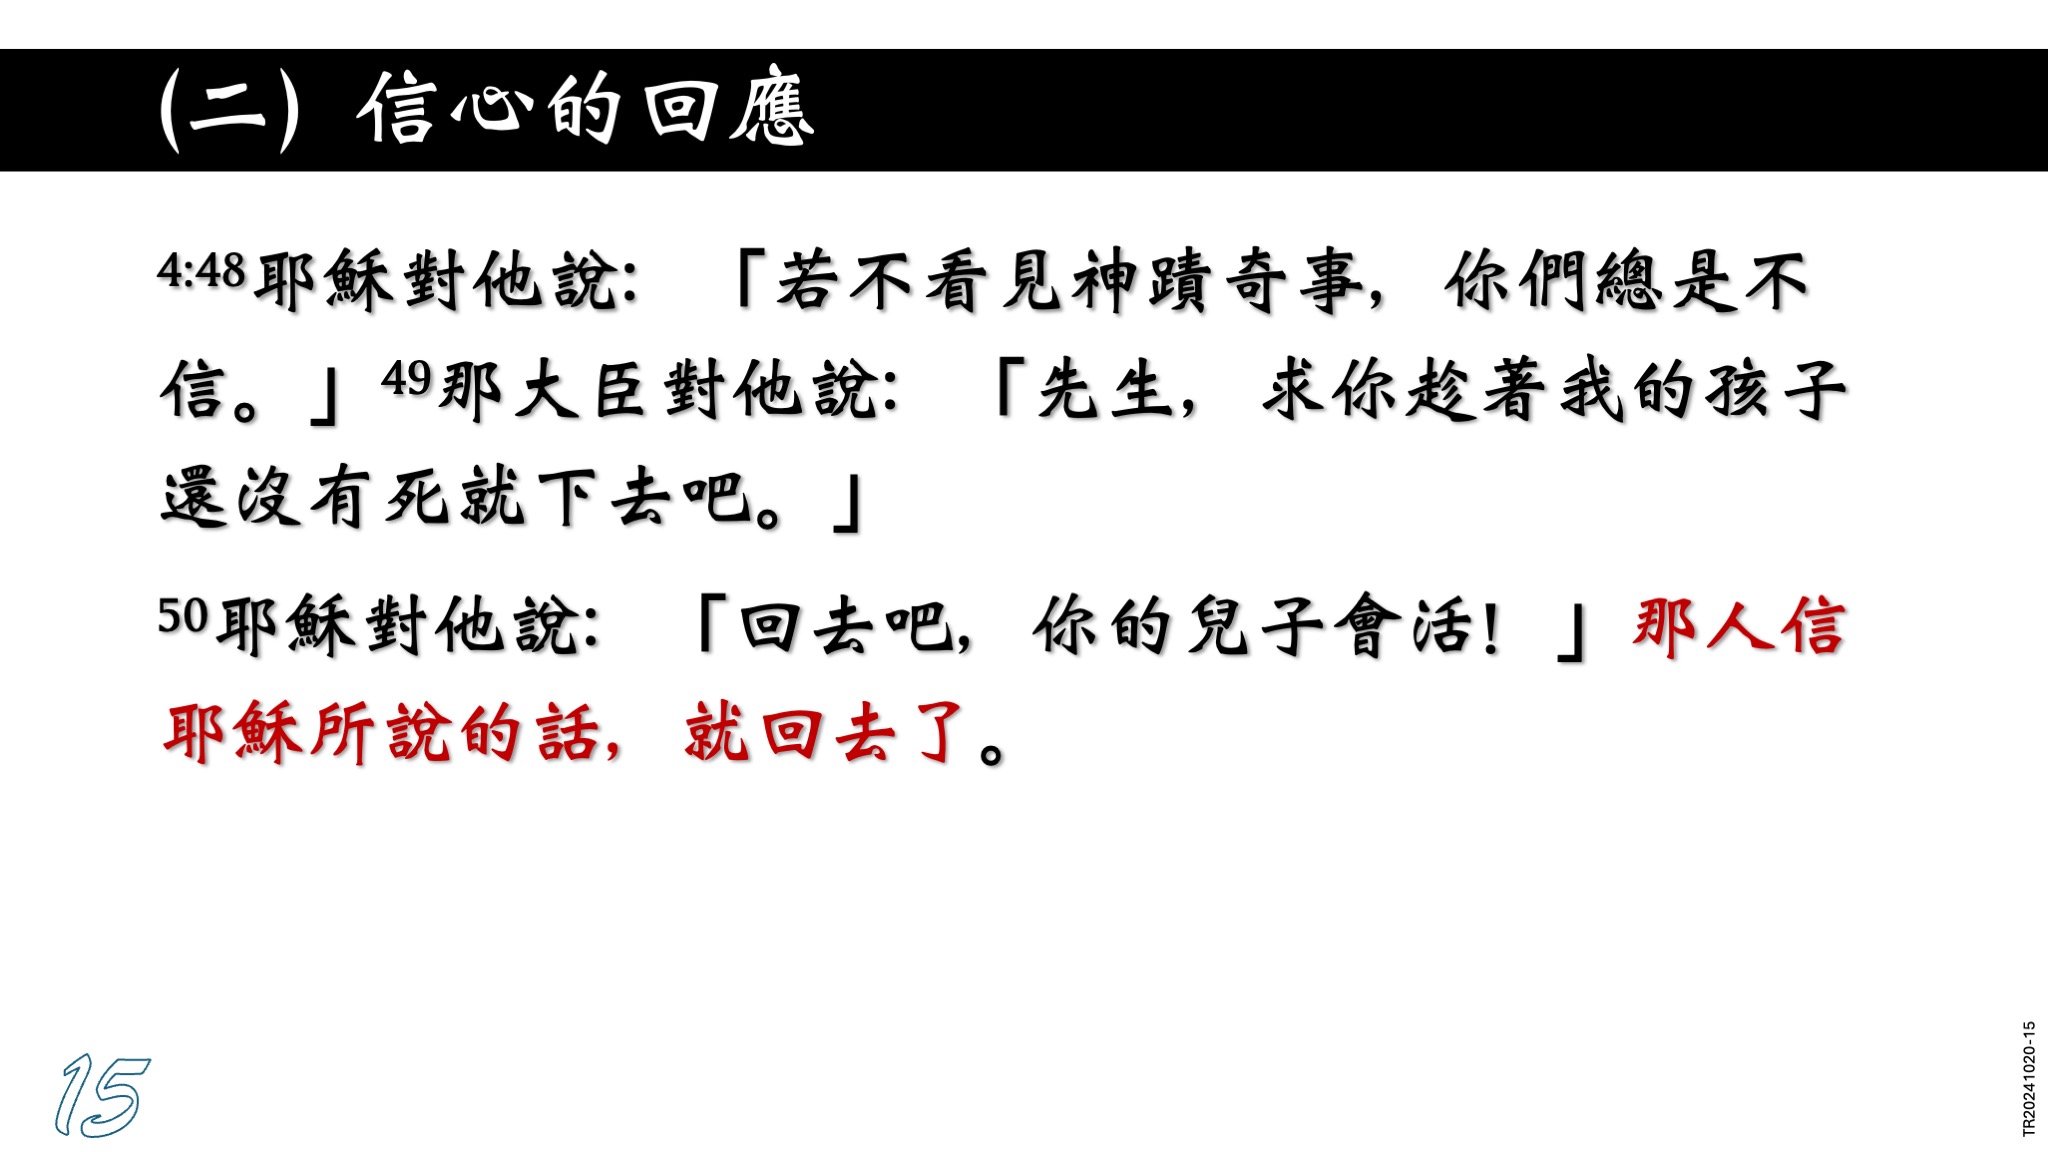 (二) 信心的回應
4:48耶穌對他說：「若不看見神蹟奇事，你們總是不
信。」49那大臣對他說：「先生，求你趁著我的孩子
還沒有死就下去吧。」
50耶穌對他說：「回去吧，你的兒子會活！」那人信
耶穌所說的話，就回去了。
15
TR20241020-15